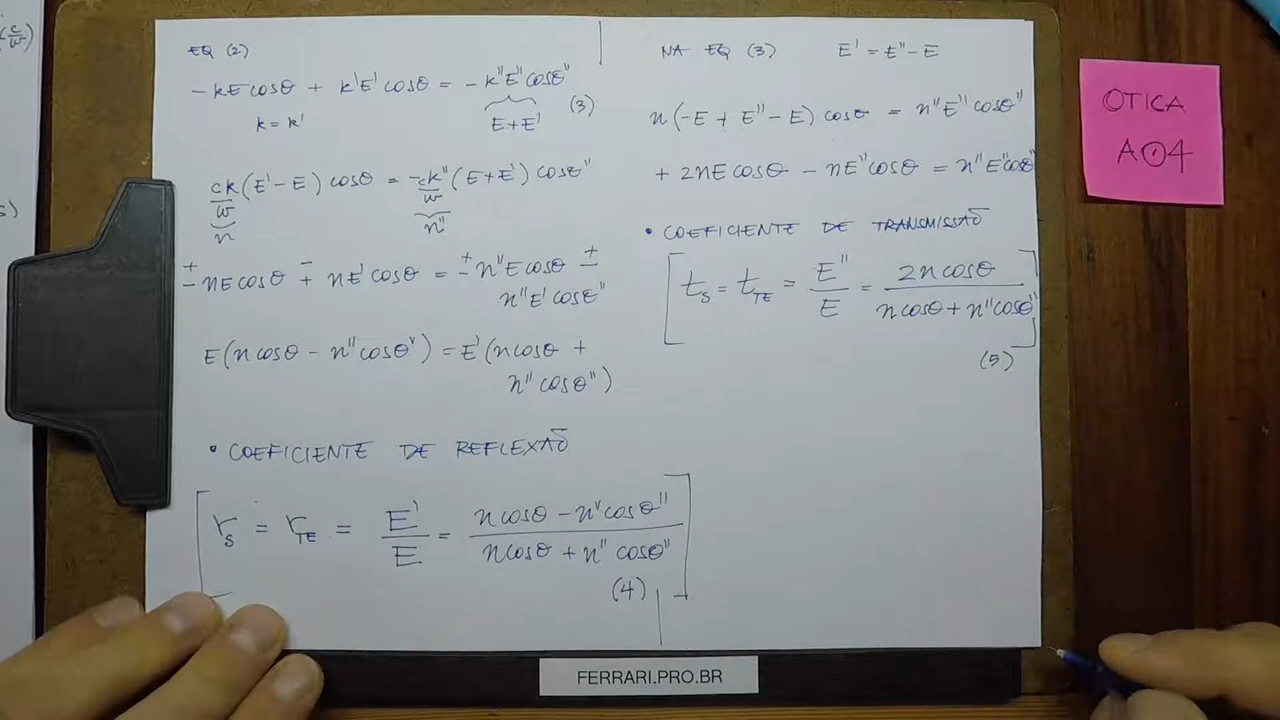 (c/w)
s)
EQ (2)
-kE cosθ + k'E' cosθ = -k''E'' cosθ''
k = k'
E+E'
(3)
ck/w (E'-E) cosθ = -ck''/w (E+E') cosθ''
n
n''
± nE cosθ ∓ nE' cosθ = ± n''E cosθ ±
n''E' cosθ''
E(n cosθ - n'' cosθ'') = E'(n cosθ +
n'' cosθ'')
• COEFICIENTE DE REFLEXÃO
[ r_S = r_TE = E'/E = (n cosθ - n'' cosθ'')/(n cosθ + n'' cosθ'') ]
(4)
NA EQ (3) E' = E'' - E
n(-E + E'' - E) cosθ = n''E'' cosθ''
+ 2nE cosθ - nE'' cosθ = n''E'' cosθ''
• COEFICIENTE DE TRANSMISSÃO
[ t_S = t_TE = E''/E = 2n cosθ/(n cosθ + n'' cosθ'') ]
(5)
OTICA
A04
FERRARI.PRO.BR